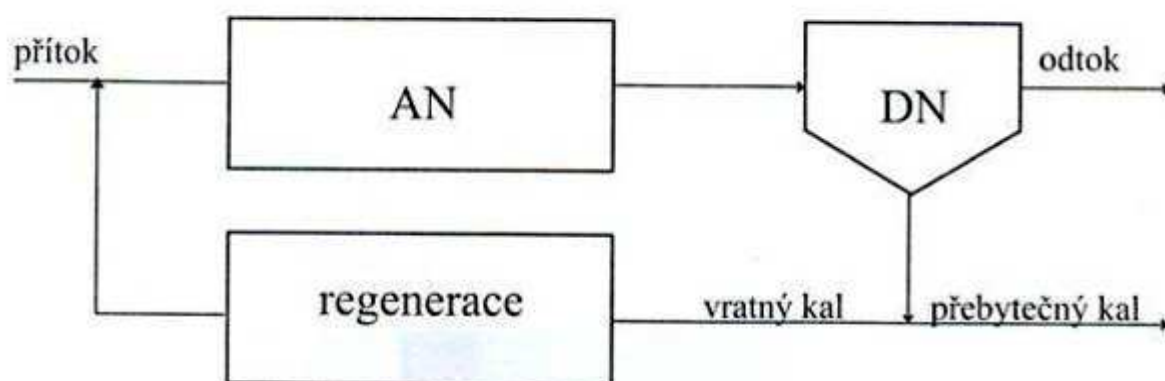 přítok
AN
DN
odtok
regenerace
vratný kal
přebytečný kal